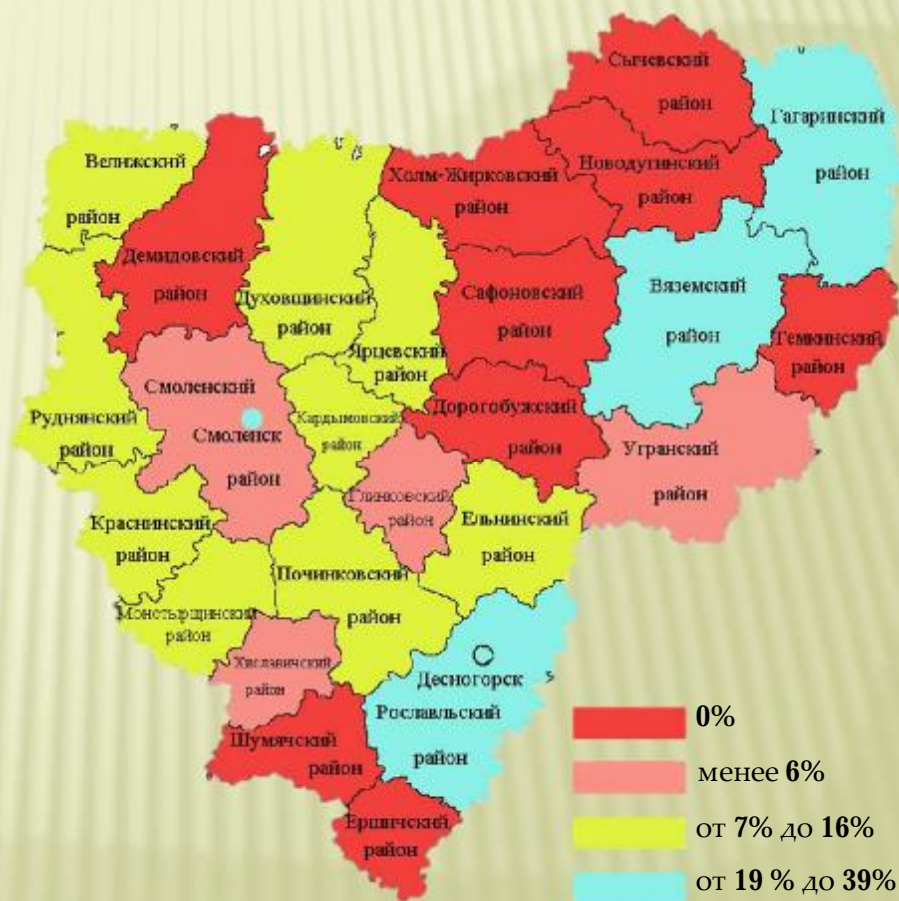 Сычевский
район
Гагаринский
район
Велижский
район
Холм-Жирковский
район
Новодугинский
район
Демидовский
район
Духовщинский
район
Ярцевский
район
Сафоновский
район
Вяземский
район
Темкинский
район
Смоленский
Смоленск
район
Руднянский
район
Кардымовский
район
Дорогобужский
район
Угранский
район
Глинковский
район
Ельнинский
район
Краснинский
район
Починковский
район
Монстырщинский
район
Хиславичский
район
Десногорск
Рославльский
район
Шумячский
район
Ершичский
район
0%
менее 6%
от 7% до 16%
от 19 % до 39%